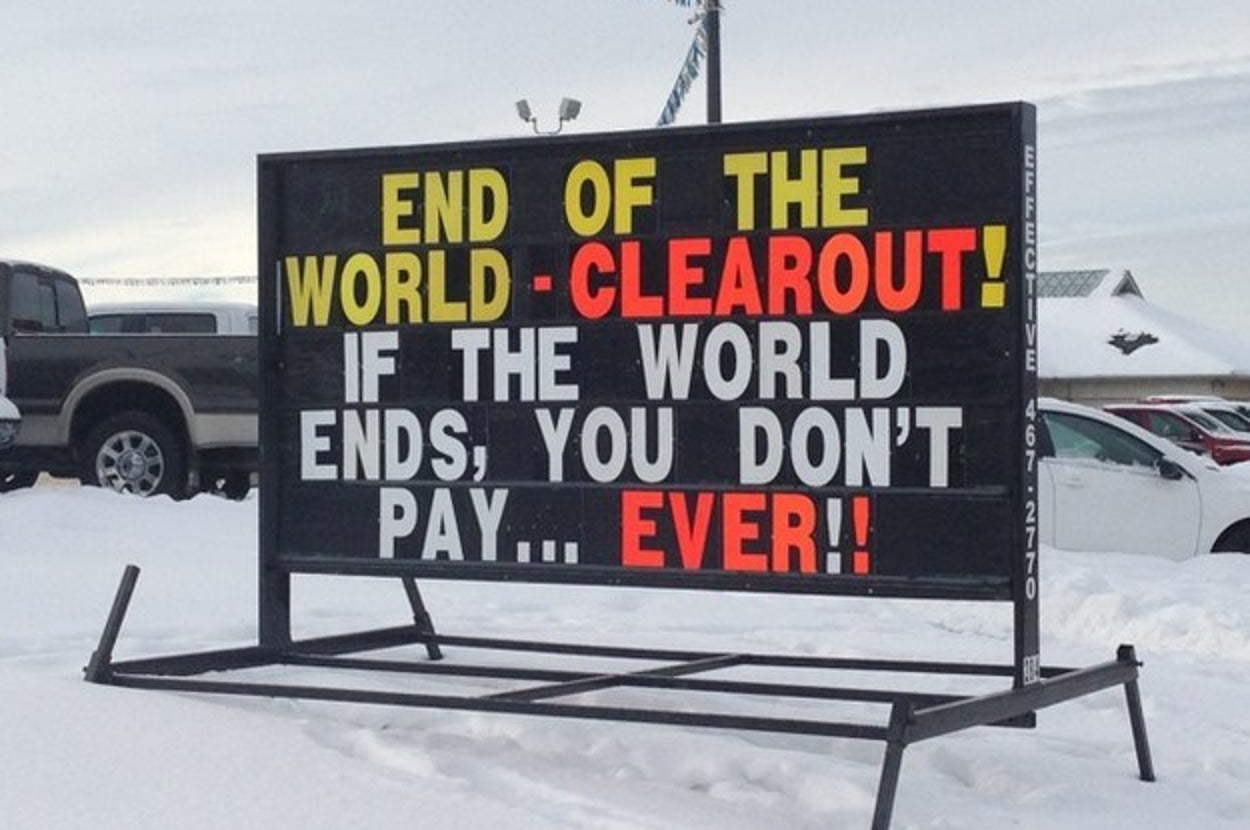 END OF THE
WORLD - CLEAROUT!
IF THE WORLD
ENDS, YOU DON'T
PAY... EVER!!
EFFECTIVE 467-2770